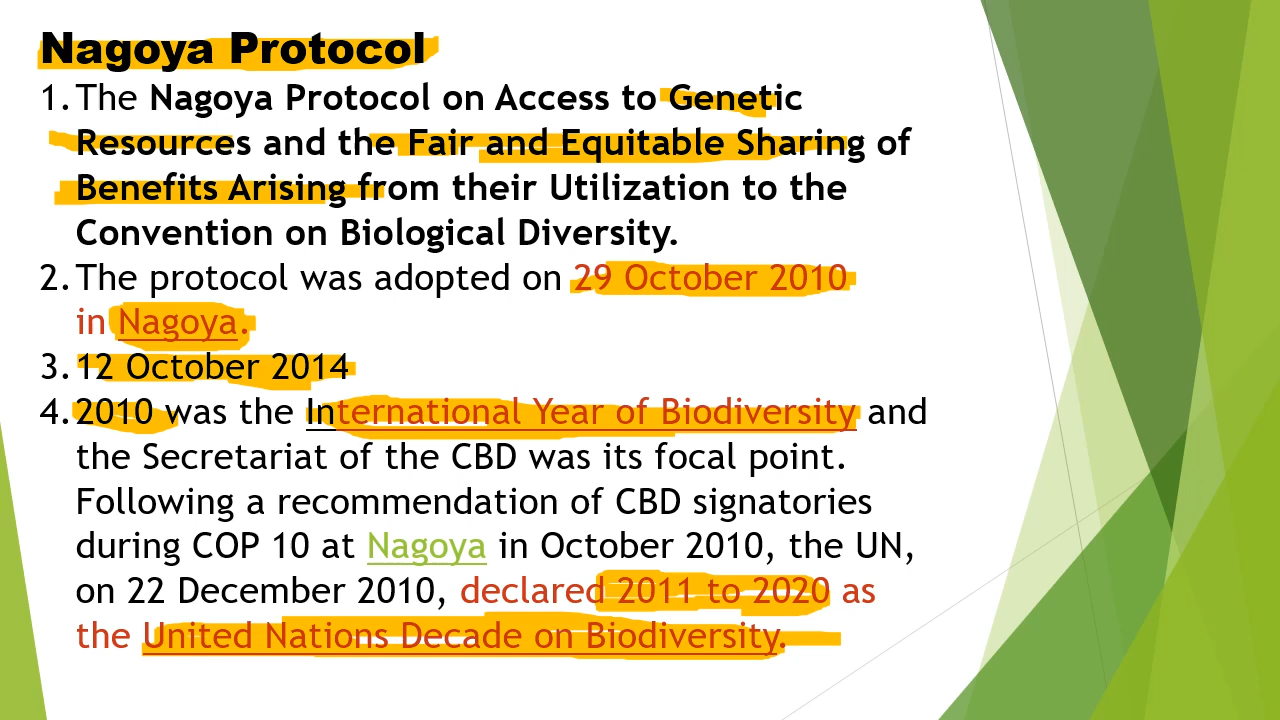 Nagoya Protocol
1. The Nagoya Protocol on Access to Genetic
Resources and the Fair and Equitable Sharing of
Benefits Arising from their Utilization to the
Convention on Biological Diversity.
2. The protocol was adopted on 29 October 2010
in Nagoya.
3. 12 October 2014
4. 2010 was the International Year of Biodiversity and
the Secretariat of the CBD was its focal point.
Following a recommendation of CBD signatories
during COP 10 at Nagoya in October 2010, the UN,
on 22 December 2010, declared 2011 to 2020 as
the United Nations Decade on Biodiversity.